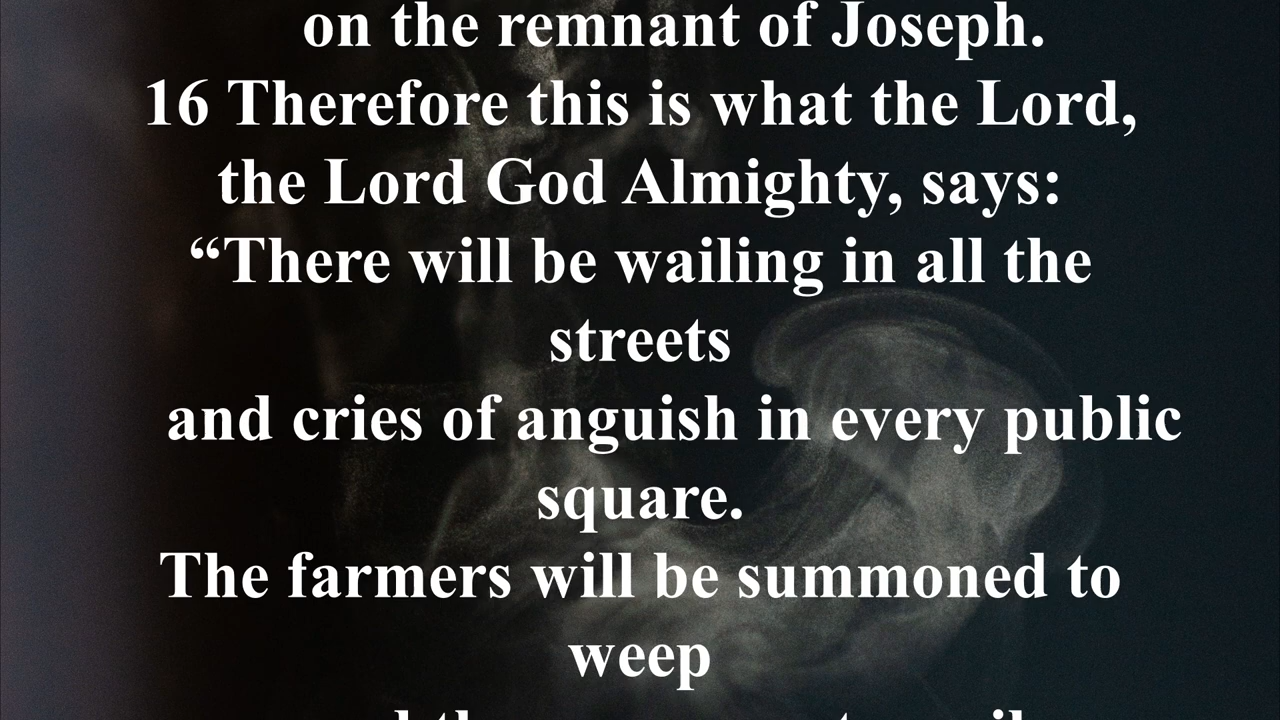 on the remnant of Joseph.
16 Therefore this is what the Lord,
the Lord God Almighty, says:
“There will be wailing in all the
streets
and cries of anguish in every public
square.
The farmers will be summoned to
weep